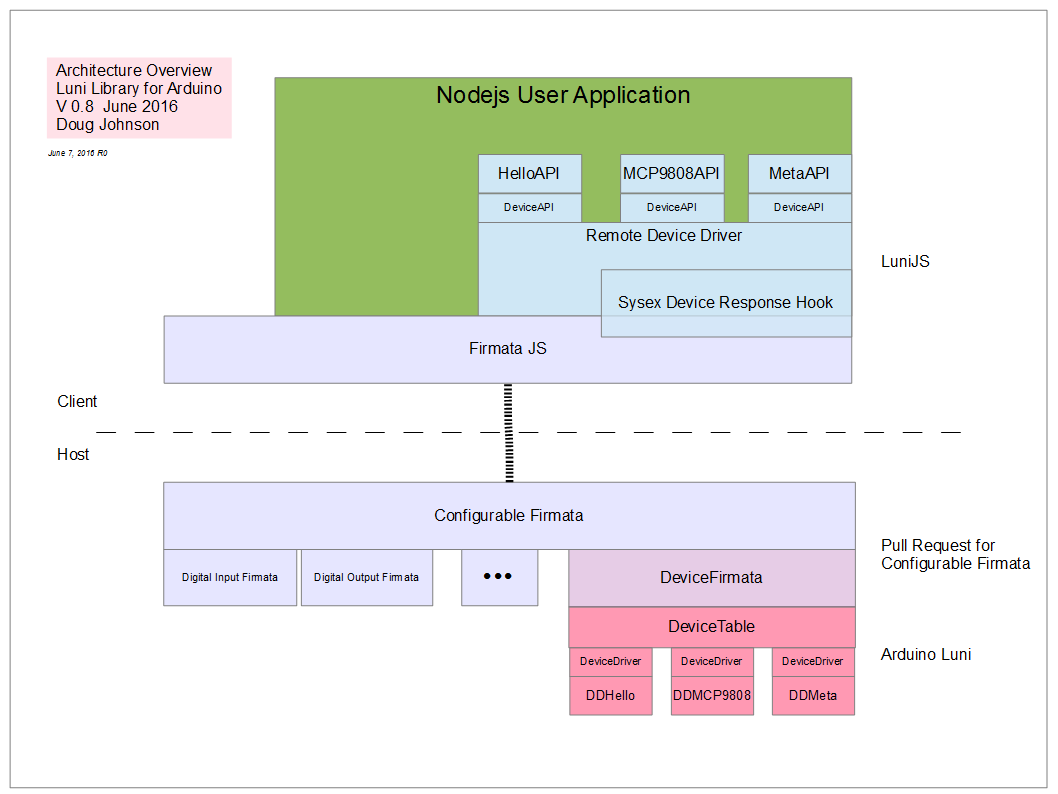 Architecture Overview
Luni Library for Arduino
V 0.8  June 2016
Doug Johnson
June 7, 2016 R0
Nodejs User Application
HelloAPI
MCP9808API
MetaAPI
DeviceAPI
DeviceAPI
DeviceAPI
Remote Device Driver
LuniJS
Sysex Device Response Hook
Firmata JS
Client
Host
Configurable Firmata
Pull Request for
Configurable Firmata
Digital Input Firmata
Digital Output Firmata
•••
DeviceFirmata
DeviceTable
Arduino Luni
DeviceDriver
DeviceDriver
DeviceDriver
DDHello
DDMCP9808
DDMeta